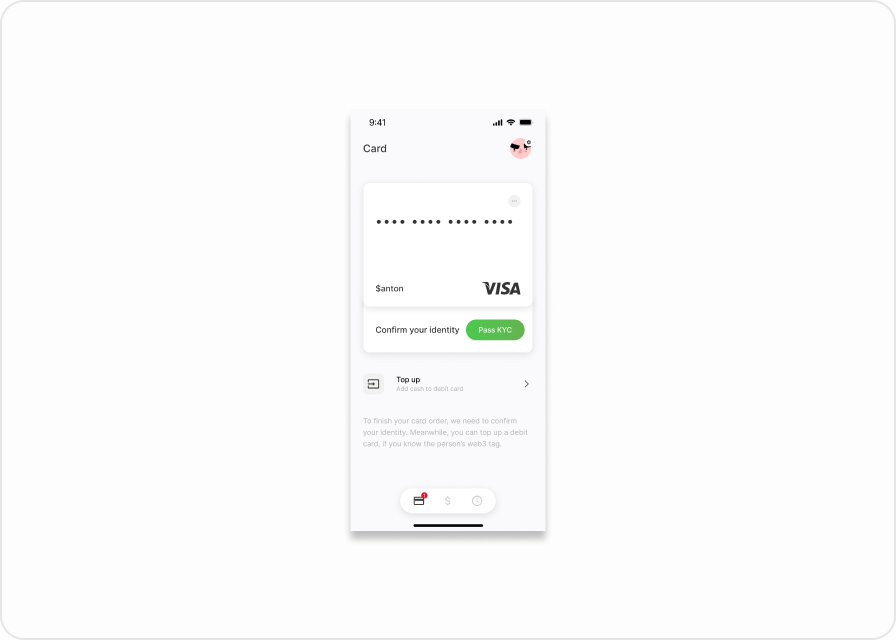 9:41
Card
•••• •••• •••• ••••
$anton
VISA
Confirm your identity
Pass KYC
Top up
Add cash to debit card
To finish your card order, we need to confirm
your identity. Meanwhile, you can top up a debit
card, if you know the person's web3 tag.
1
$